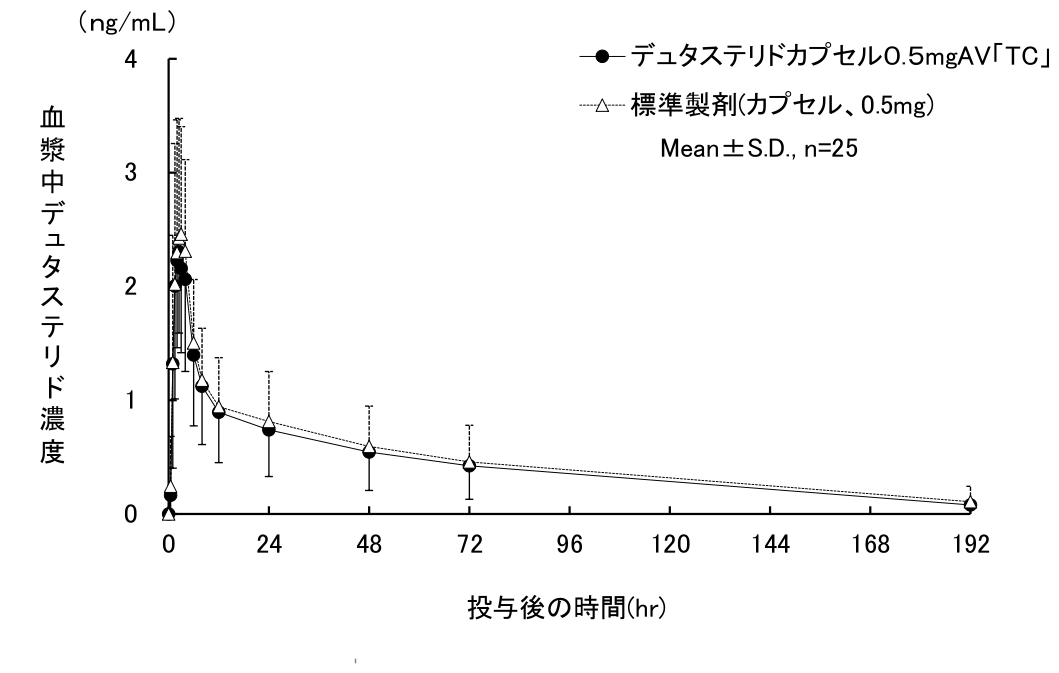 (ng/mL)
デュタステリドカプセル0.5mgAV「TC」
標準製剤(カプセル、0.5mg)
Mean±S.D., n=25
血漿中デュタステリド濃度
4
3
2
1
0
0 24 48 72 96 120 144 168 192
投与後の時間(hr)